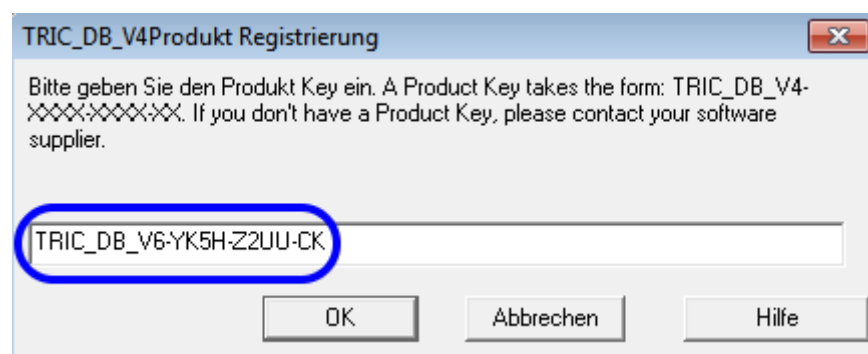 TRIC_DB_V4Produkt Registrierung
Bitte geben Sie den Produkt Key ein. A Product Key takes the form: TRIC_DB_V4-
XXXX-XXXX-XX. If you don't have a Product Key, please contact your software
supplier.
TRIC_DB_V6-YK5H-Z2UU-CK
OK Abbrechen Hilfe